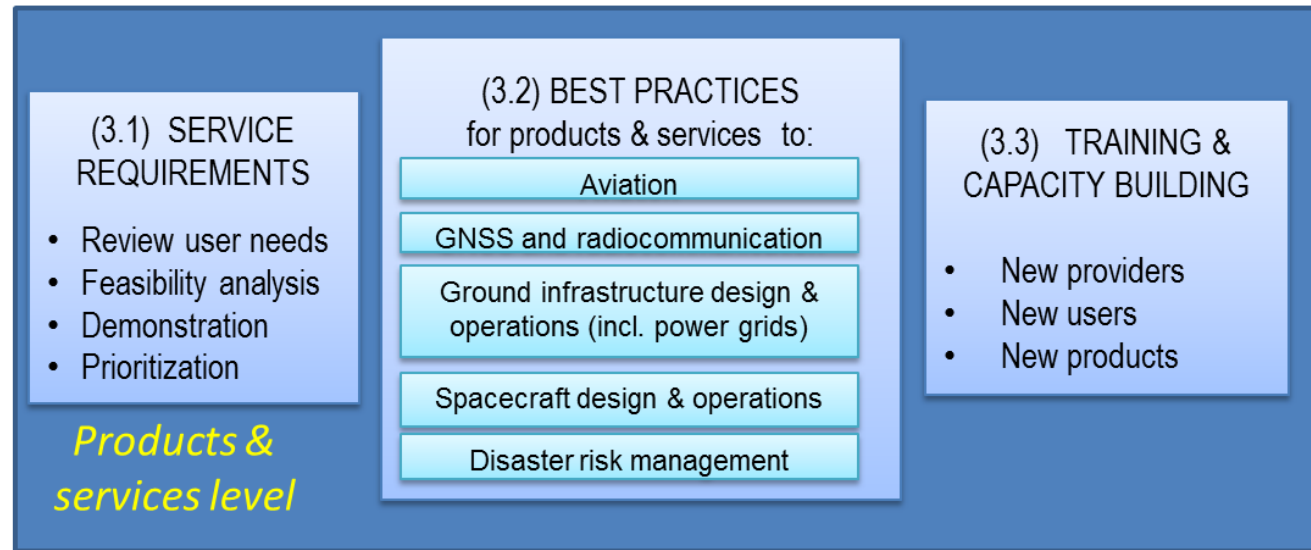 (3.1) SERVICE
REQUIREMENTS
• Review user needs
• Feasibility analysis
• Demonstration
• Prioritization
Products &
services level
(3.2) BEST PRACTICES
for products & services to:
Aviation
GNSS and radiocommunication
Ground infrastructure design &
operations (incl. power grids)
Spacecraft design & operations
Disaster risk management
(3.3) TRAINING &
CAPACITY BUILDING
• New providers
• New users
• New products